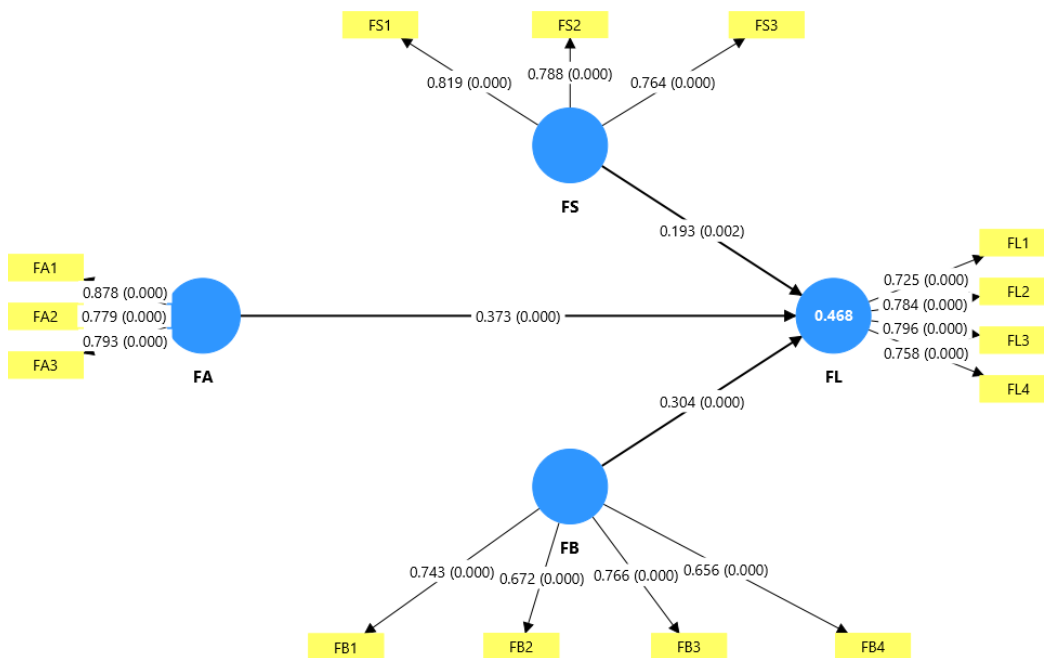 FS1
FS2
FS3
0.819 (0.000)
0.788 (0.000)
0.764 (0.000)
FS
0.193 (0.002)
FA1
FA2
FA3
0.878 (0.000)
0.779 (0.000)
0.793 (0.000)
FA
0.373 (0.000)
0.468
FL
0.725 (0.000)
0.784 (0.000)
0.796 (0.000)
0.758 (0.000)
FL1
FL2
FL3
FL4
0.304 (0.000)
FB
0.743 (0.000)
0.672 (0.000)
0.766 (0.000)
0.656 (0.000)
FB1
FB2
FB3
FB4